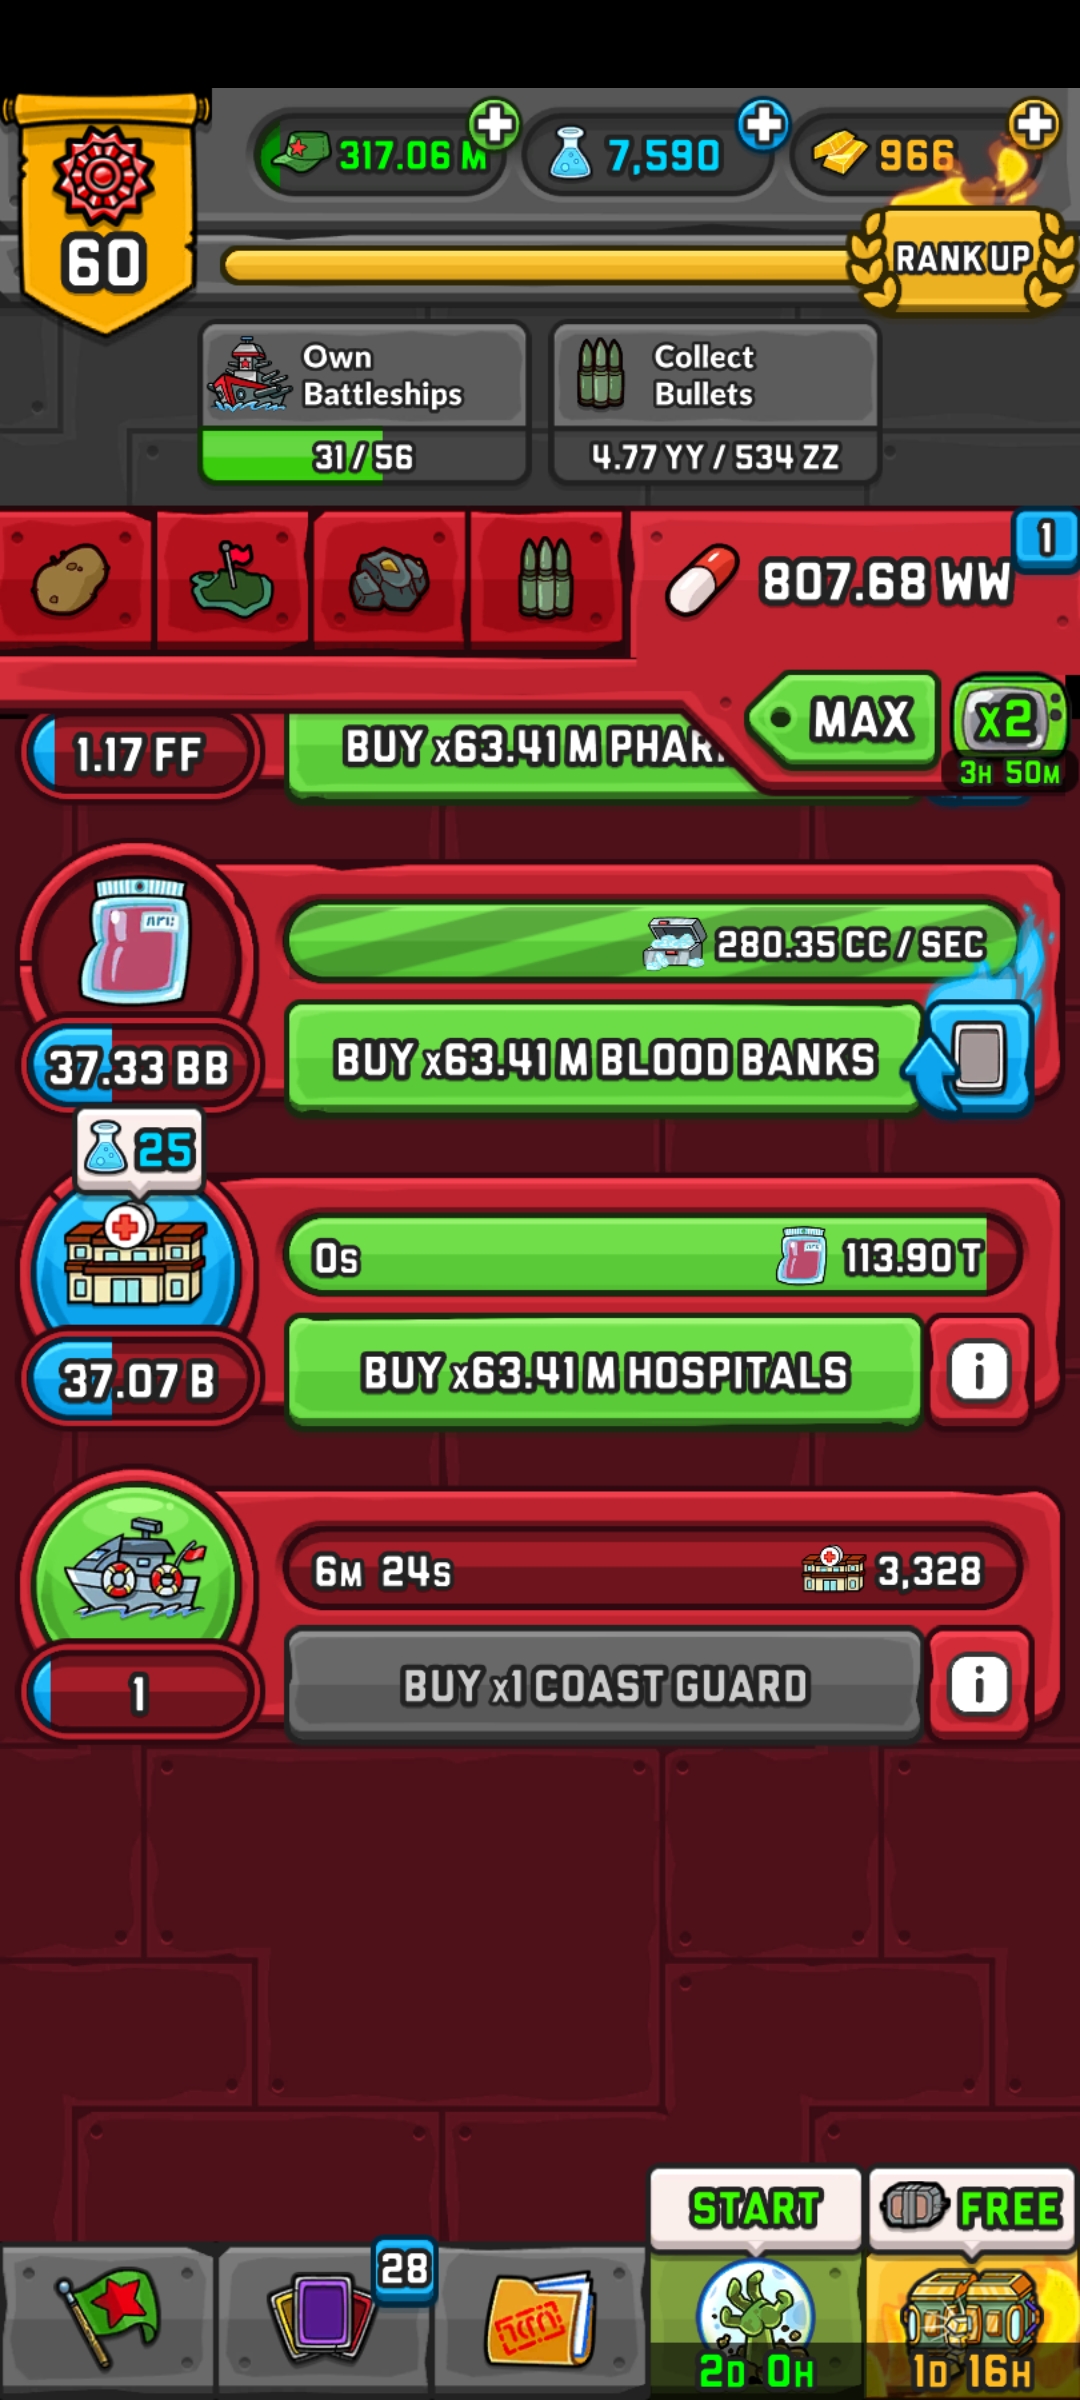 317.06 M
7,590
966
60
RANK UP
Own
Battleships
31 / 56
Collect
Bullets
4.77 YY / 534 ZZ
1
807.68 WW
MAX
x2
3H 50M
1.17 FF
BUY x63.41 M
280.35 CC / SEC
37.33 BB
BUY x63.41 M BLOOD BANKS
25
0s
113.90 T
37.07 B
BUY x63.41 M HOSPITALS
i
6M 24s
3,328
1
BUY x1 COAST GUARD
i
START
FREE
28
2D 0H
1D 16H